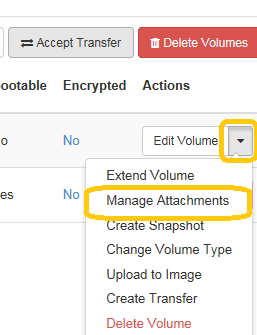 Accept Transfer Delete Volumes
ootable Encrypted Actions
o No Edit Volume
Extend Volume
es No Manage Attachments
Create Snapshot
Change Volume Type
Upload to Image
Create Transfer
Delete Volume